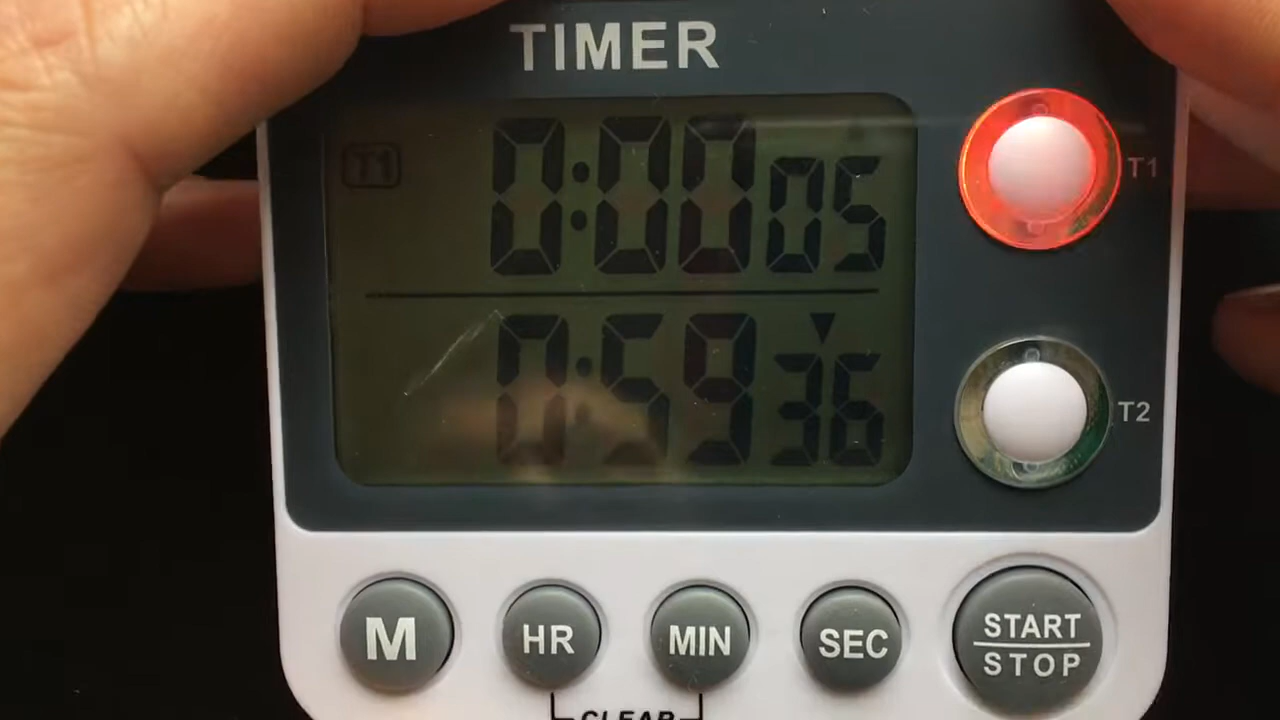 TIMER
T1
0:00 05
T1
0:59 36
T2
M
HR
MIN
SEC
START
STOP
CLEAR